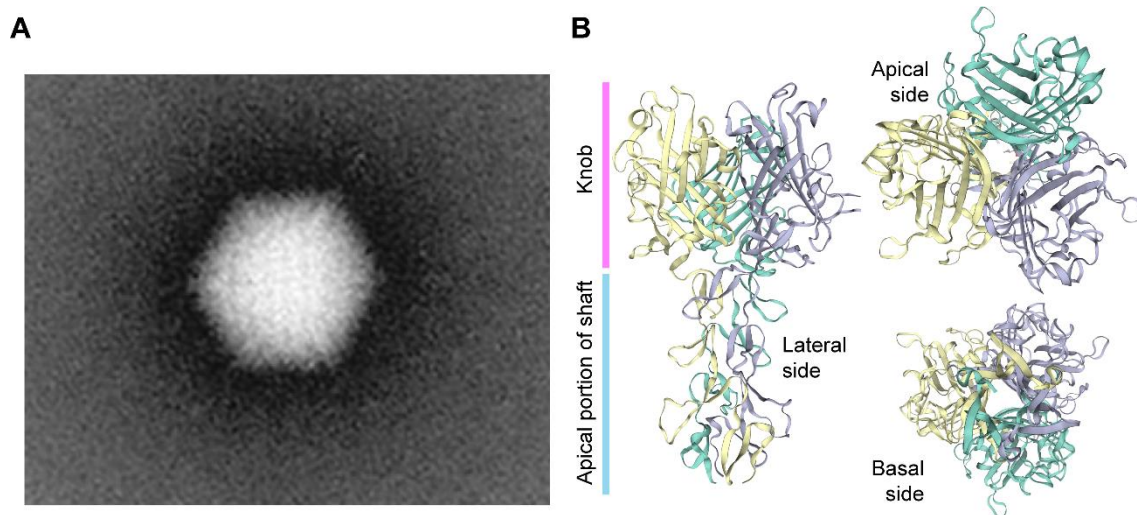 A
B
Knob
Apical portion of shaft
Lateral
side
Apical
side
Basal
side